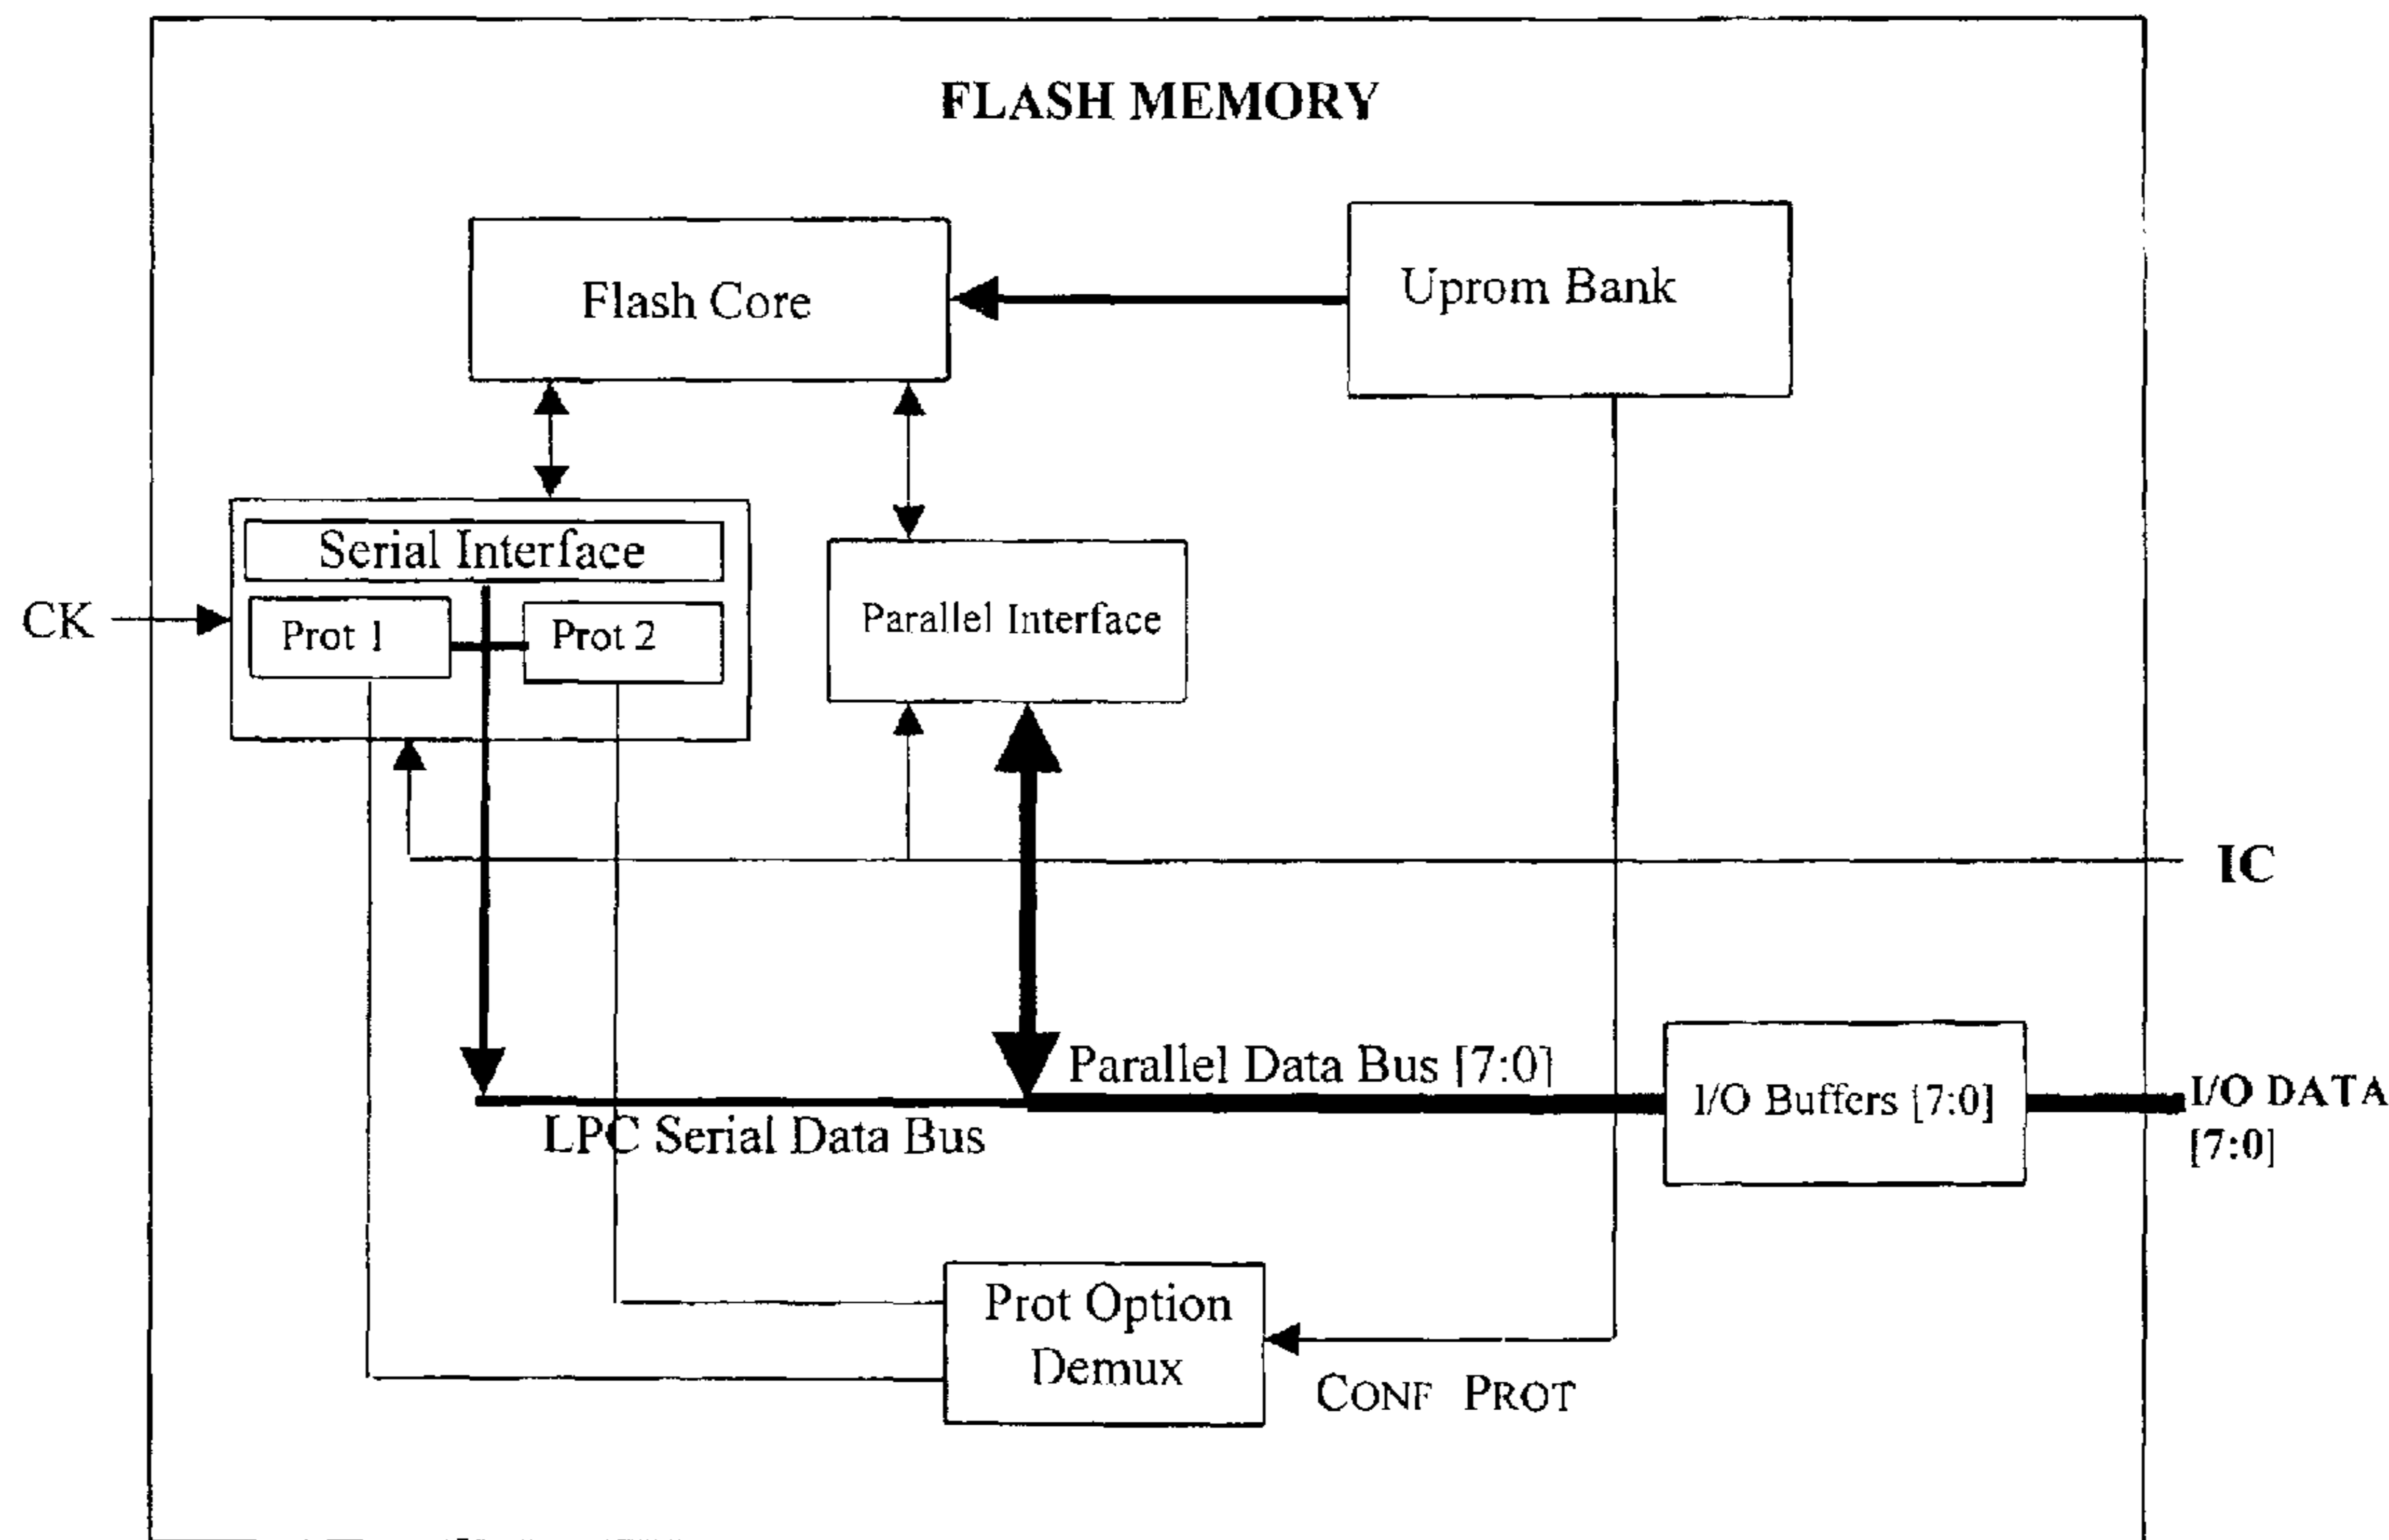 FLASH MEMORY
Flash Core
Uprom Bank
Serial Interface
CK
Prot 1
Prot 2
Parallel Interface
IC
Parallel Data Bus [7:0]
I/O Buffers [7:0]
I/O DATA
[7:0]
LPC Serial Data Bus
Prot Option
Demux
CONF PROT